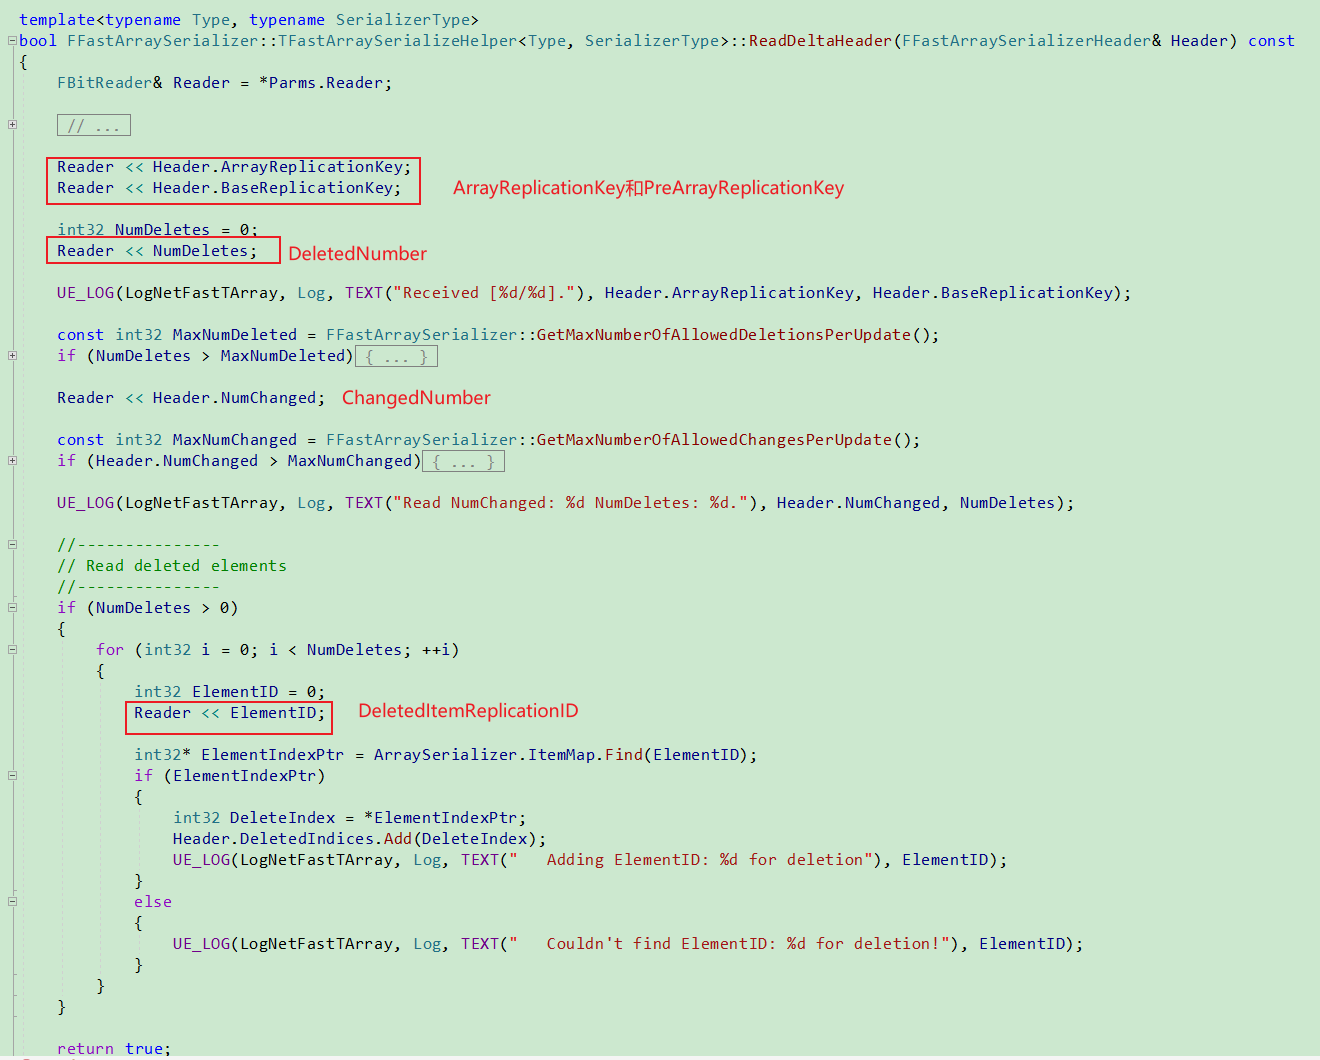 template<typename Type, typename SerializerType>
bool FFastArraySerializer::TFastArraySerializeHelper<Type, SerializerType>::ReadDeltaHeader(FFastArraySerializerHeader& Header) const
{
FBitReader& Reader = *Parms.Reader;
// ...
Reader << Header.ArrayReplicationKey;
Reader << Header.BaseReplicationKey; ArrayReplicationKey和PreArrayReplicationKey
int32 NumDeletes = 0;
Reader << NumDeletes; DeletedNumber
UE_LOG(LogNetFastTArray, Log, TEXT("Received [%d/%d]."), Header.ArrayReplicationKey, Header.BaseReplicationKey);
const int32 MaxNumDeleted = FFastArraySerializer::GetMaxNumberOfAllowedDeletionsPerUpdate();
if (NumDeletes > MaxNumDeleted){ ... }
Reader << Header.NumChanged; ChangedNumber
const int32 MaxNumChanged = FFastArraySerializer::GetMaxNumberOfAllowedChangesPerUpdate();
if (Header.NumChanged > MaxNumChanged){ ... }
UE_LOG(LogNetFastTArray, Log, TEXT("Read NumChanged: %d NumDeletes: %d."), Header.NumChanged, NumDeletes);
//---------------
// Read deleted elements
//---------------
if (NumDeletes > 0)
{
for (int32 i = 0; i < NumDeletes; ++i)
{
int32 ElementID = 0;
Reader << ElementID; DeletedItemReplicationID
int32* ElementIndexPtr = ArraySerializer.ItemMap.Find(ElementID);
if (ElementIndexPtr)
{
int32 DeleteIndex = *ElementIndexPtr;
Header.DeletedIndices.Add(DeleteIndex);
UE_LOG(LogNetFastTArray, Log, TEXT("   Adding ElementID: %d for deletion"), ElementID);
}
else
{
UE_LOG(LogNetFastTArray, Log, TEXT("   Couldn't find ElementID: %d for deletion!"), ElementID);
}
}
}
return true;